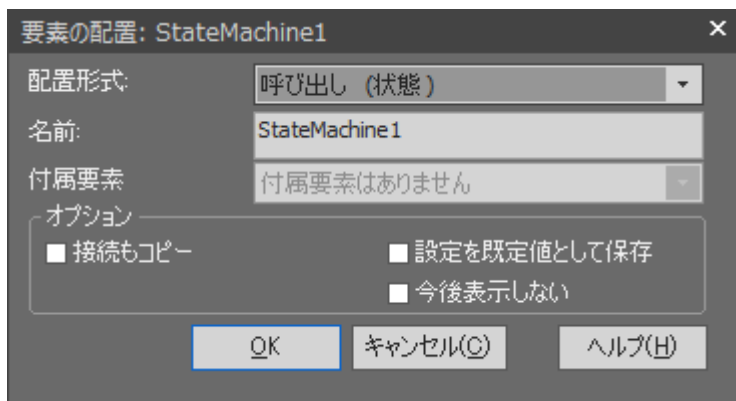 要素の配置: StateMachine1
配置形式: 呼び出し (状態)
名前: StateMachine1
付属要素 付属要素はありません
オプション
接続もコピー 設定を既定値として保存
今後表示しない
OK キャンセル(C) ヘルプ(H)